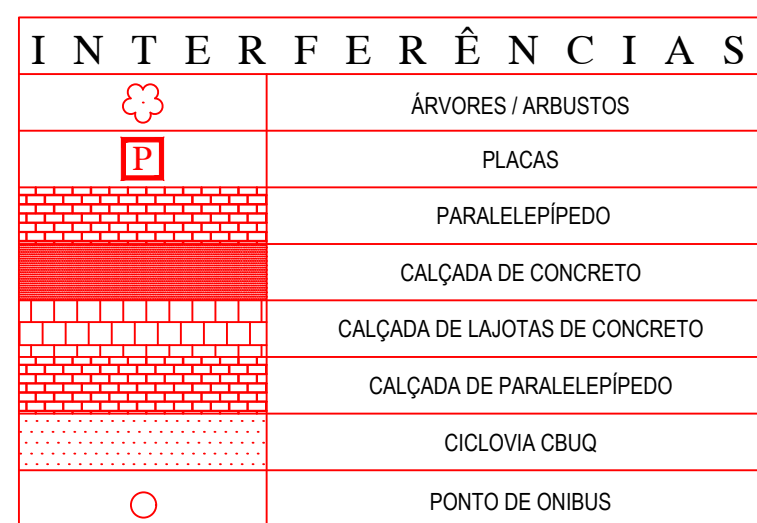 INTERFERÊNCIAS
ÁRVORES / ARBUSTOS
P PLACAS
PARALELEPÍPEDO
CALÇADA DE CONCRETO
CALÇADA DE LAJOTAS DE CONCRETO
CALÇADA DE PARALELEPÍPEDO
CICLOVIA CBUQ
PONTO DE ONIBUS